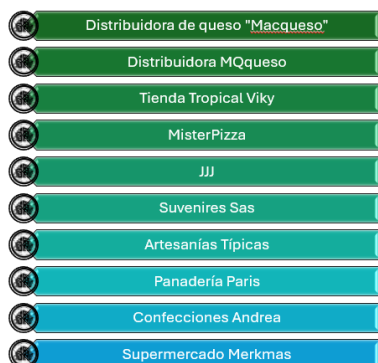 Distribuidora de queso "Macqueso"
Distribuidora MQqueso
Tienda Tropical Viky
MisterPizza
JJJ
Suvenires Sas
Artesanías Típicas
Panadería Paris
Confecciones Andrea
Supermercado Merkmas